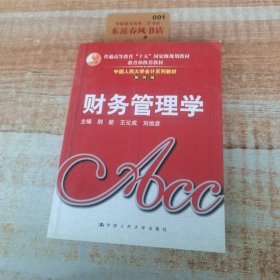 001
东岳春风书店
普通高等教育“十五”国家级规划教材
教育部推荐教材
中国人民大学会计系列教材
第四版
财务管理学
主编 荆新 王化成 刘俊彦
Acc
中国人民大学出版社